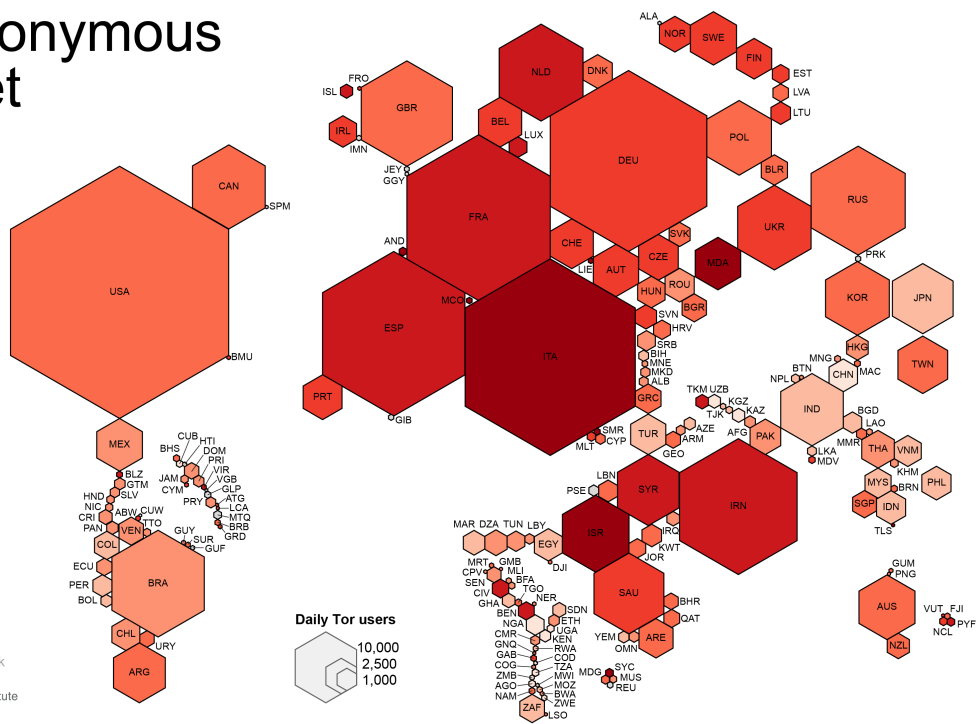 onymous
et
ALA
NOR
SWE
FIN
EST
LVA
LTU
FRO
ISL
GBR
IRL
IMN
JEY
GGY
NLD
DNK
BEL
LUX
DEU
POL
BLR
RUS
UKR
PRK
CAN
SPM
FRA
AND
CHE
LIE
AUT
SVK
CZE
MDA
HUN
ROU
BGR
KOR
JPN
USA
BMU
MCO
ESP
ITA
SVN
HRV
SRB
BIH
MNE
MKD
ALB
GRC
HKG
MNG
MAC
CHN
TWN
BTN
NPL
PRT
GIB
SMR
CYP
MLT
TUR
AZE
ARM
GEO
TKM
UZB
TJK
KGZ
KAZ
AFG
PAK
IND
BGD
LAO
MMR
THA
VNM
LKA
MDV
KHM
MEX
BLZ
GTM
SLV
HND
NIC
CRI
PAN
CUB
HTI
DOM
PRI
VIR
VGB
GLP
ATG
LCA
MTQ
BRB
GRD
BHS
JAM
CYM
PRY
ABW
CUW
TTO
VEN
COL
GUY
SUR
GUF
ECU
PER
BOL
BRA
CHL
URY
ARG
LBN
PSE
SYR
IRN
ISR
IRQ
KWT
JOR
MYS
BRN
PHL
SGP
IDN
TLS
MAR
DZA
TUN
LBY
EGY
DJI
SAU
BHR
QAT
ARE
YEM
OMN
MRT
GMB
CPV
MLI
SEN
BFA
CIV
TGO
GHA
NER
BEN
SDN
NGA
ETH
UGA
CMR
KEN
GNQ
RWA
GAB
COD
COG
TZA
ZMB
MWI
AGO
MOZ
NAM
BWA
ZWE
ZAF
LSO
MDG
SYC
MUS
REU
GUM
PNG
AUS
NZL
VUT
FJI
PYF
NCL
Daily Tor users
10,000
2,500
1,000
k
tute